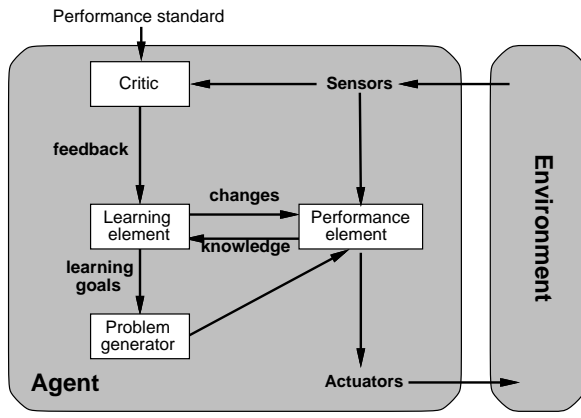 Performance standard
Critic
Sensors
feedback
changes
Learning
element
Performance
element
knowledge
learning
goals
Problem
generator
Agent
Actuators
Environment